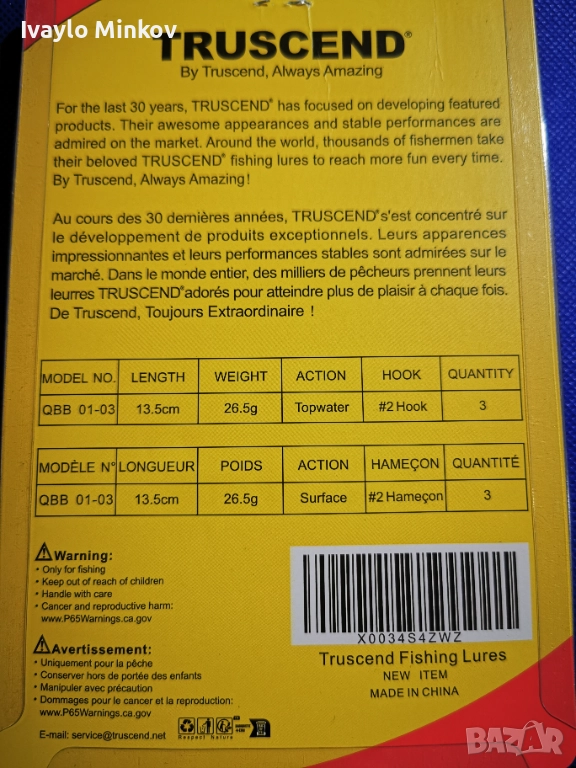 Ivaylo Minkov
TRUSCEND®
By Truscend, Always Amazing
For the last 30 years, TRUSCEND® has focused on developing featured
products. Their awesome appearances and stable performances are
admired on the market. Around the world, thousands of fishermen take
their beloved TRUSCEND® fishing lures to reach more fun every time.
By Truscend, Always Amazing!
Au cours des 30 dernières années, TRUSCEND® s'est concentré sur
le développement de produits exceptionnels. Leurs apparences
impressionnantes et leurs performances stables sont admirées sur le
marché. Dans le monde entier, des milliers de pêcheurs prennent leurs
leurres TRUSCEND® adorés pour atteindre plus de plaisir à chaque fois.
De Truscend, Toujours Extraordinaire !
MODEL NO. LENGTH WEIGHT ACTION HOOK QUANTITY
QBB 01-03 13.5cm 26.5g Topwater #2 Hook 3
MODÈLE N° LONGUEUR POIDS ACTION HAMEÇON QUANTITÉ
QBB 01-03 13.5cm 26.5g Surface #2 Hameçon 3
Warning:
• Only for fishing
• Keep out of reach of children
• Handle with care
• Cancer and reproductive harm:
www.P65Warnings.ca.gov
Avertissement:
• Uniquement pour la pêche
• Conserver hors de portée des enfants
• Manipuler avec précaution
• Dommages pour le cancer et la reproduction:
www.P65Warnings.ca.gov
E-mail: service@truscend.net
Respect Nature
X0034S4ZWZ
Truscend Fishing Lures
NEW ITEM
MADE IN CHINA
BAZAR